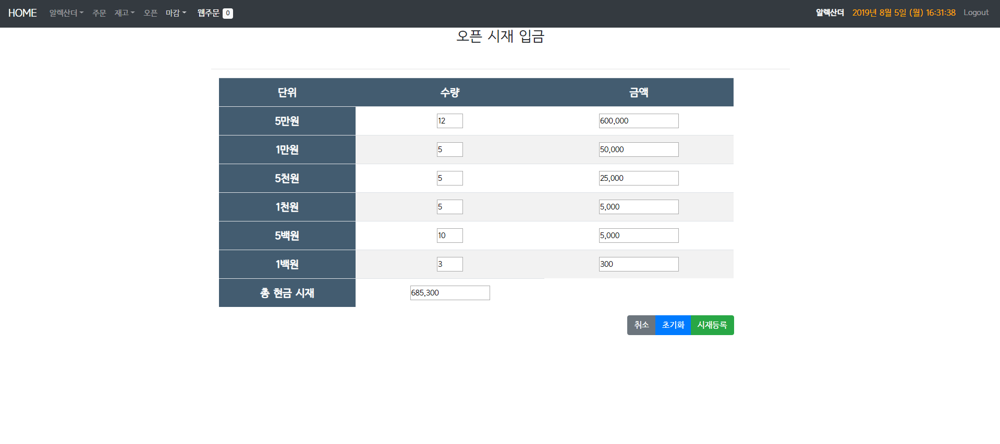 HOME 알렉산더 주문 재고 오픈 마감 웹주문 0 알렉산더 2019년 8월 5일 (월) 16:31:38 Logout
오픈 시재 입금
단위 수량 금액
5만원 12 600,000
1만원 5 50,000
5천원 5 25,000
1천원 5 5,000
5백원 10 5,000
1백원 3 300
총 현금 시재 685,300
취소 초기화 시재등록